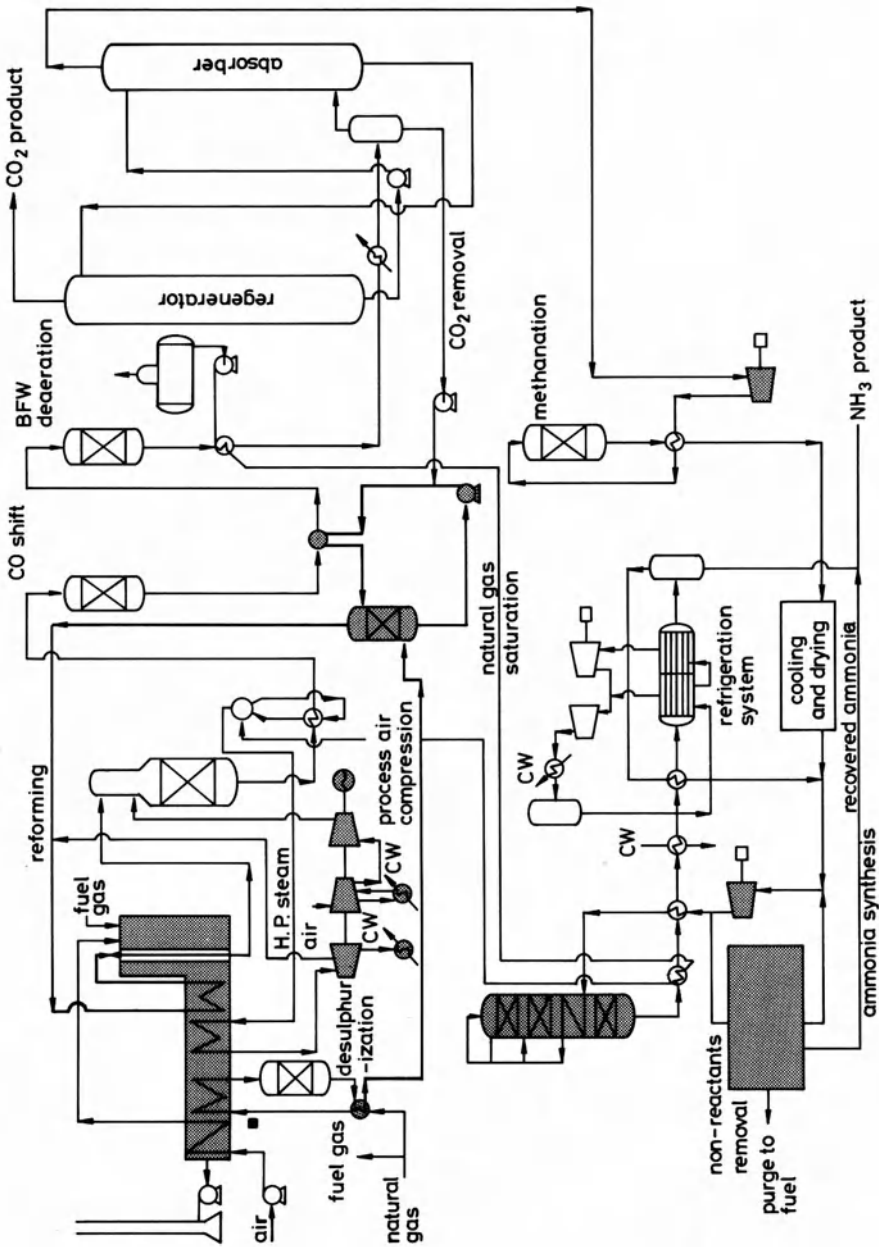 CO₂ product
absorber
regenerator
BFW
deaeration
CO₂ removal
CO shift
natural gas
saturation
methanation
NH₃ product
reforming
fuel
gas
H.P. steam
air
CW
CW
process air
compression
desulphur
-ization
fuel gas
natural
gas
air
CW
CW
refrigeration
system
cooling
and drying
recovered ammonia
non-reactants
removal
purge to
fuel
ammonia synthesis